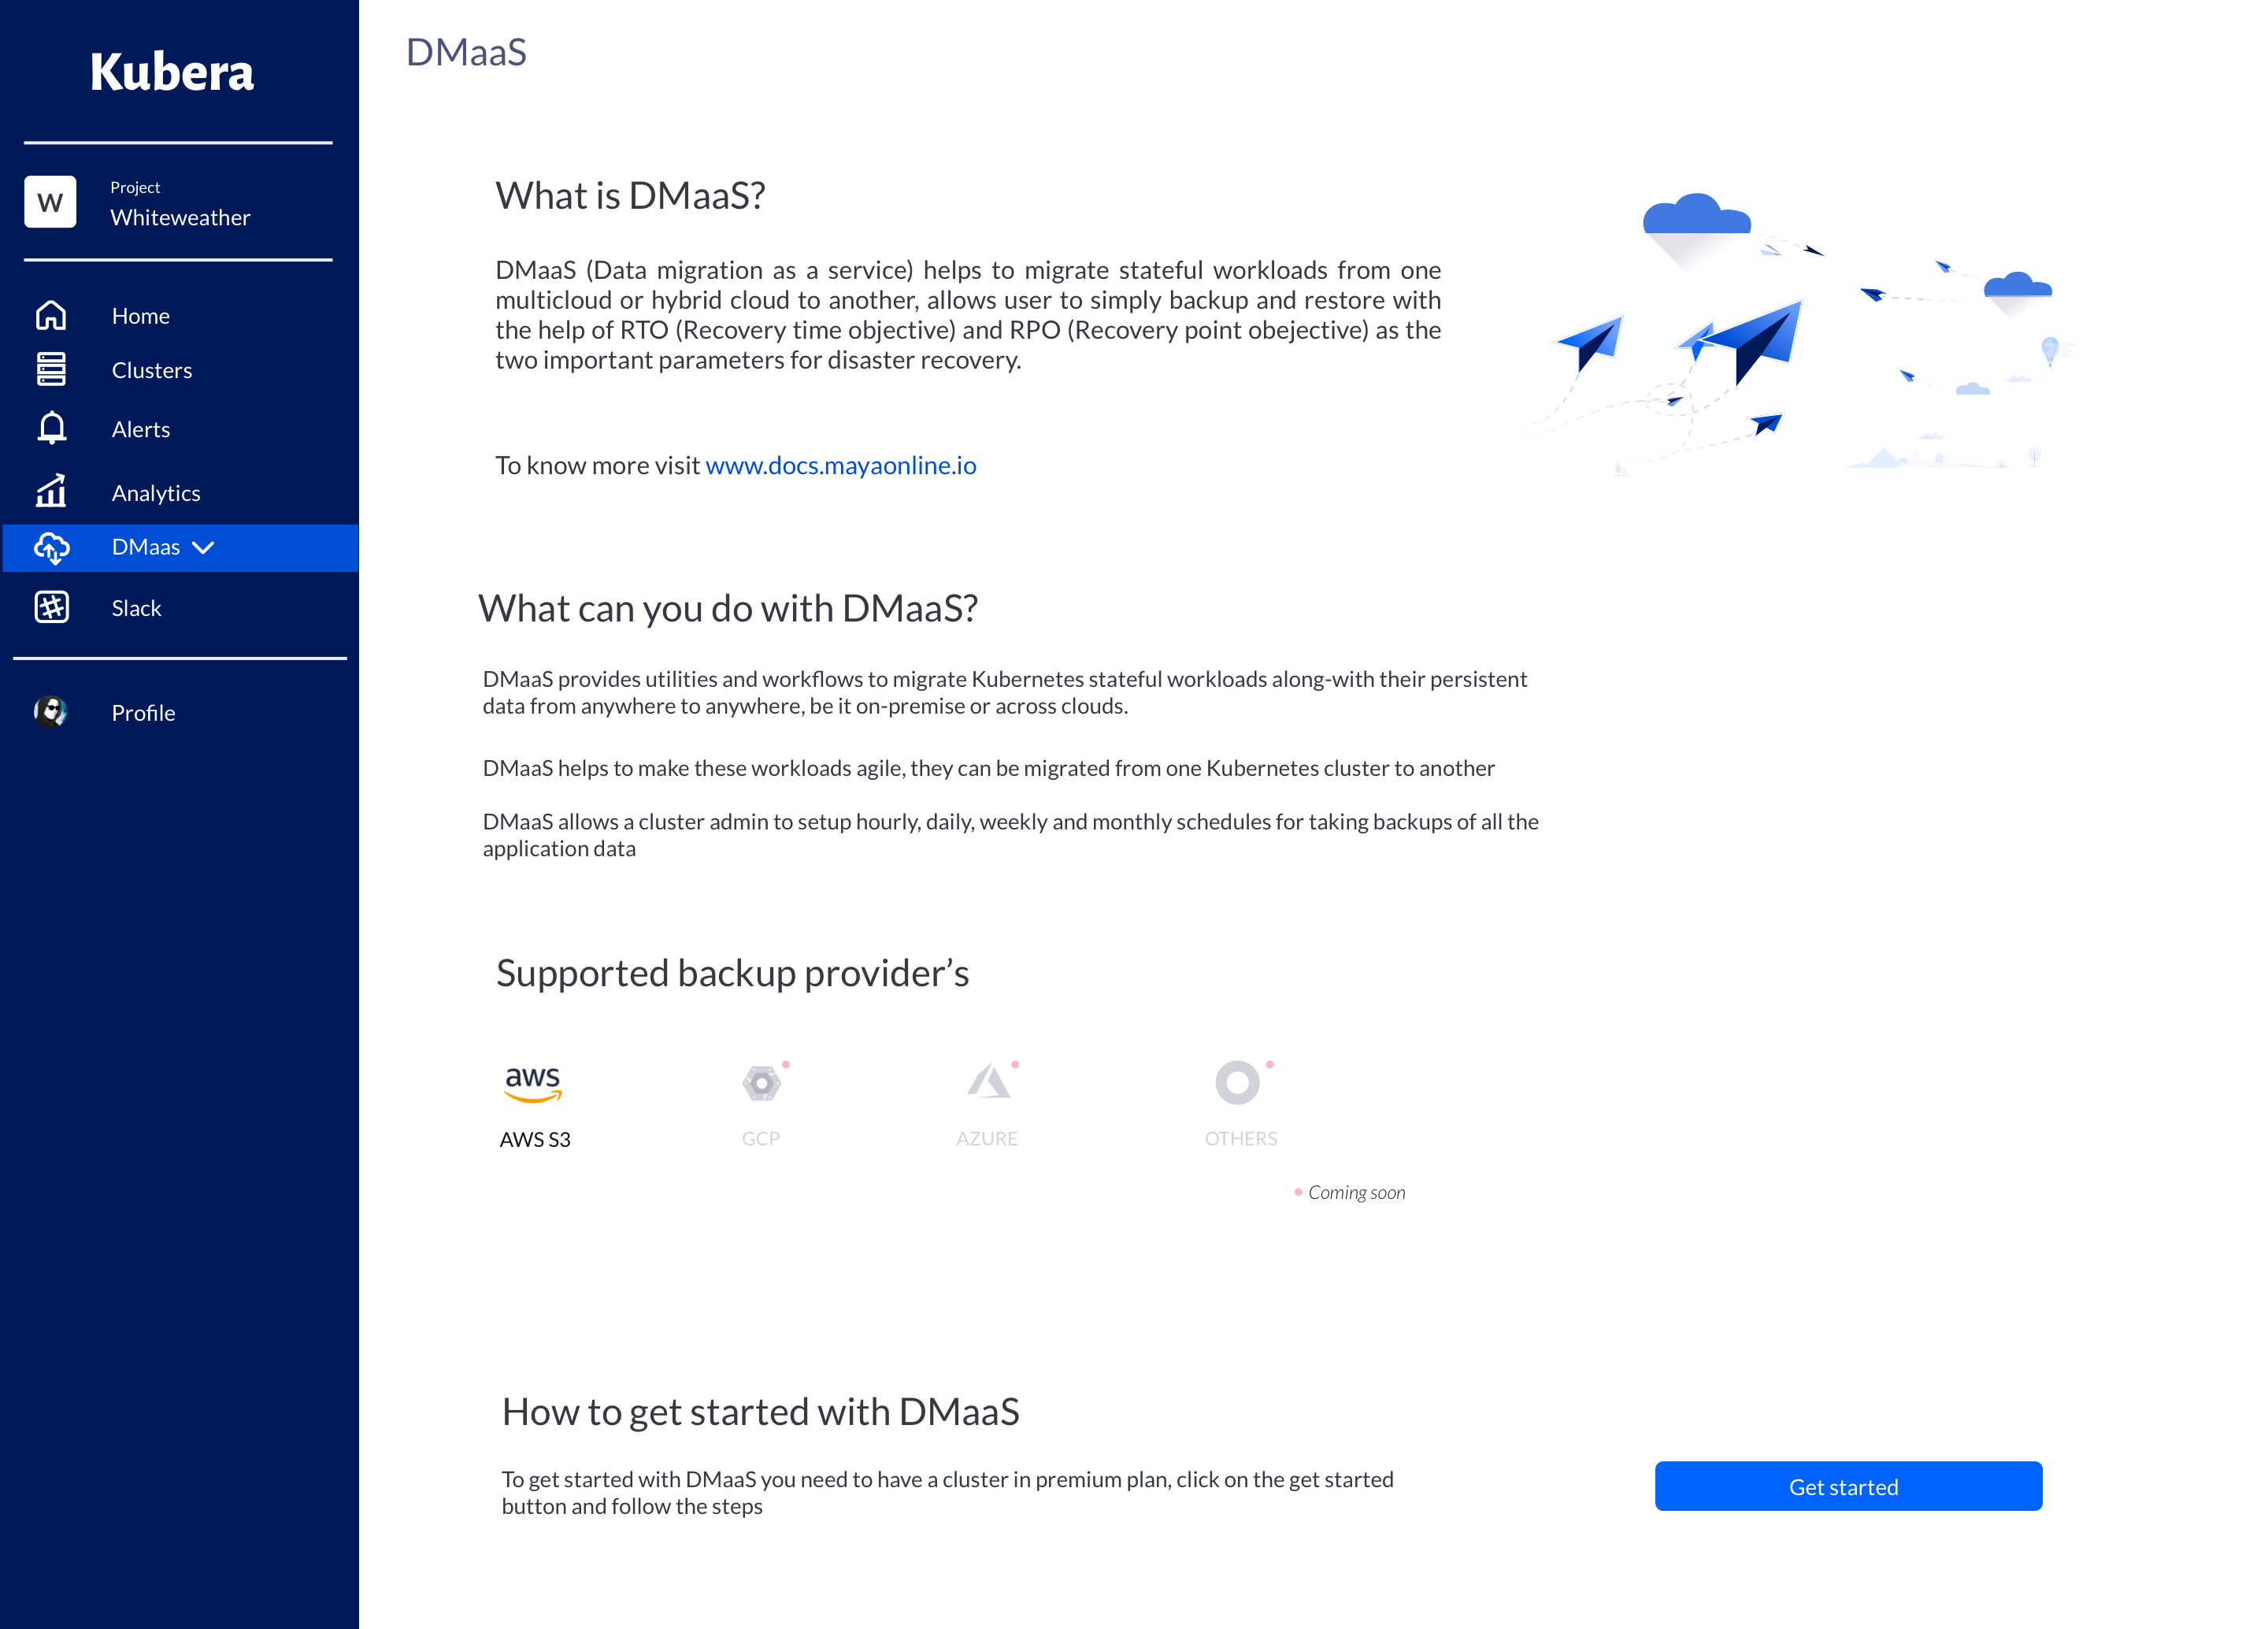 Kubera
W
Project
Whiteweather
Home
Clusters
Alerts
Analytics
DMaas
Slack
Profile
DMaaS
What is DMaaS?
DMaaS (Data migration as a service) helps to migrate stateful workloads from one
multicloud or hybrid cloud to another, allows user to simply backup and restore with
the help of RTO (Recovery time objective) and RPO (Recovery point obejective) as the
two important parameters for disaster recovery.
To know more visit www.docs.mayaonline.io
What can you do with DMaaS?
DMaaS provides utilities and workflows to migrate Kubernetes stateful workloads along-with their persistent
data from anywhere to anywhere, be it on-premise or across clouds.
DMaaS helps to make these workloads agile, they can be migrated from one Kubernetes cluster to another
DMaaS allows a cluster admin to setup hourly, daily, weekly and monthly schedules for taking backups of all the
application data
Supported backup provider’s
aws
AWS S3
GCP
AZURE
OTHERS
Coming soon
How to get started with DMaaS
To get started with DMaaS you need to have a cluster in premium plan, click on the get started
button and follow the steps
Get started